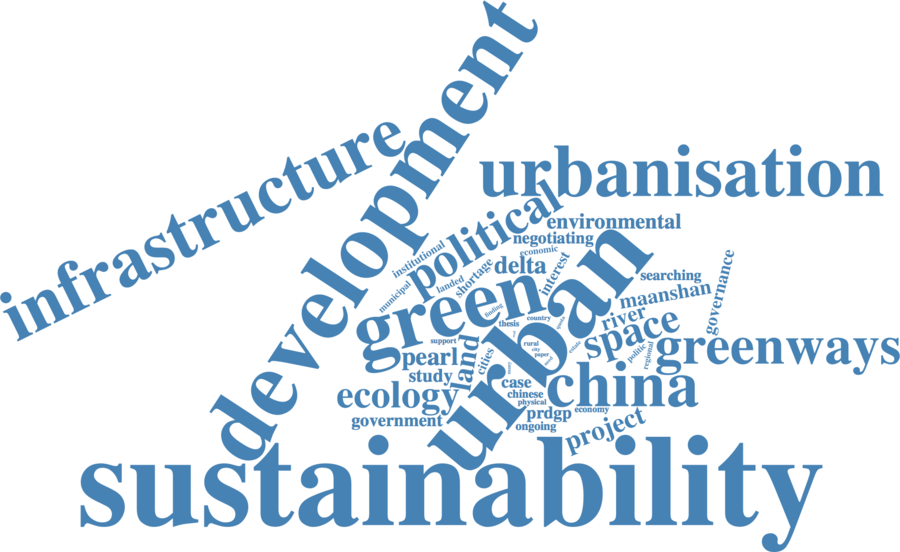 development
infrastructure
urbanisation
political
environmental
negotiating
economic
institutional
delta
interest
shortage
landed
municipal
green
urban
searching
governance
maanshan
river
space
greenways
finding
country
thesis
support
rural
city
paper
estate
politic
regional
pearl
land
cities
study
case
china
chinese
physical
ecology
government
prdgp
economy
ongoing
project
sustainability